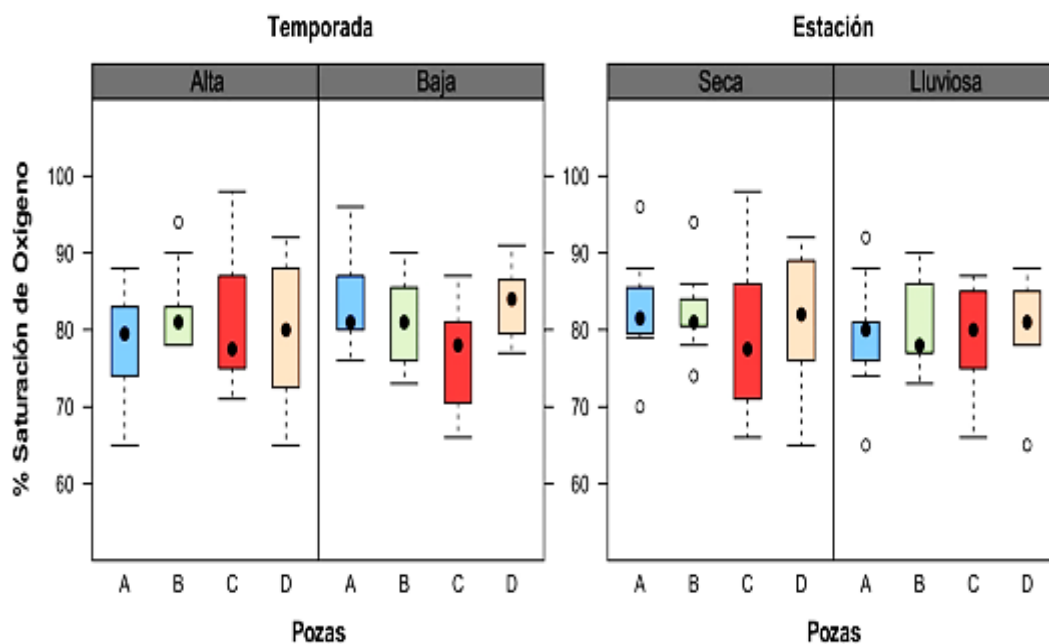 Temporada Estación
Alta Baja Seca Lluviosa
% Saturación de Oxigeno
100 100
90 90
80 80
70 70
60 60
A B C D A B C D A B C D A B C D
Pozas Pozas